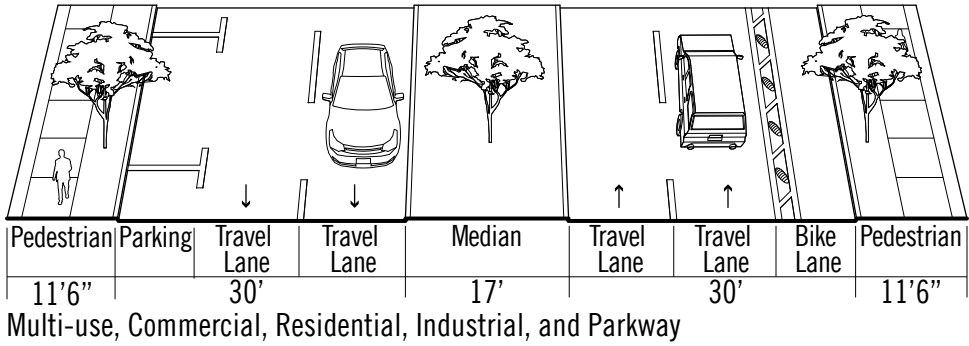 Pedestrian Parking Travel Lane Travel Lane Median Travel Lane Travel Lane Bike Lane Pedestrian
11'6" 30' 17' 30' 11'6"
Multi-use, Commercial, Residential, Industrial, and Parkway